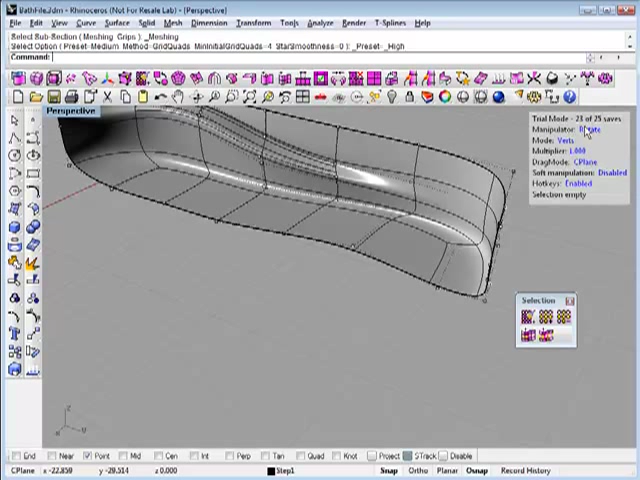 BathFile.3dm - Rhinoceros (Not For Resale Lab) - [Perspective]
File Edit View Curve Surface Solid Mesh Dimension Transform Tools Analyze Render T-Splines Help
Select Sub-Section ( Meshing Grips ): _Meshing
Select Option ( Preset=Medium Method=GridQuads MinInitialGridQuads=4 StarSmoothness=0 ): _Preset=_High
Command:
Perspective
Trial Mode - 23 of 25 saves
Manipulator: Rotate
Mode: Verts
Multiplier: 1.000
DragMode: CPlane
Soft manipulation: Disabled
Hotkeys: Enabled
Selection empty
Selection
z
x
End Near Point Mid Cen Int Perp Tan Quad Knot Project STrack Disable
CPlane x -22.859 y -29.514 z 0.000 Step1 Snap Ortho Planar Osnap Record History